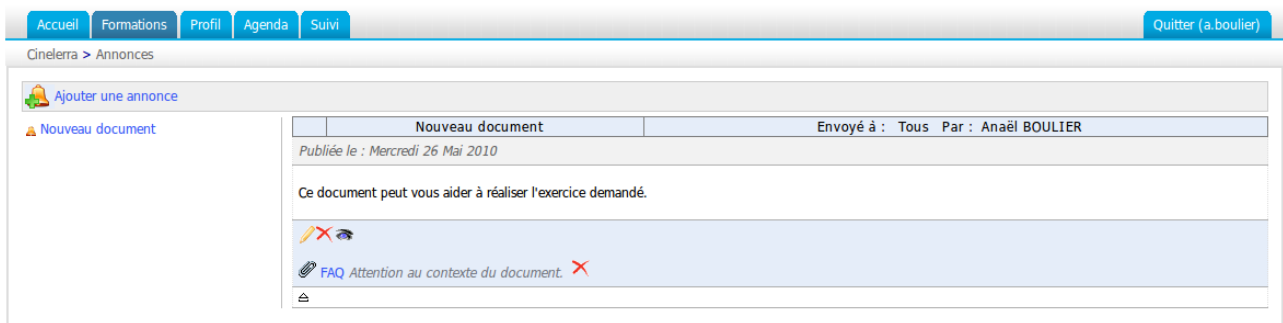 Accueil Formations Profil Agenda Suivi Quitter (a.boulier)
Cinelerra > Annonces
Ajouter une annonce
Nouveau document
Nouveau document Envoyé à : Tous Par : Anaël BOULIER
Publiée le : Mercredi 26 Mai 2010
Ce document peut vous aider à réaliser l'exercice demandé.
FAQ Attention au contexte du document.